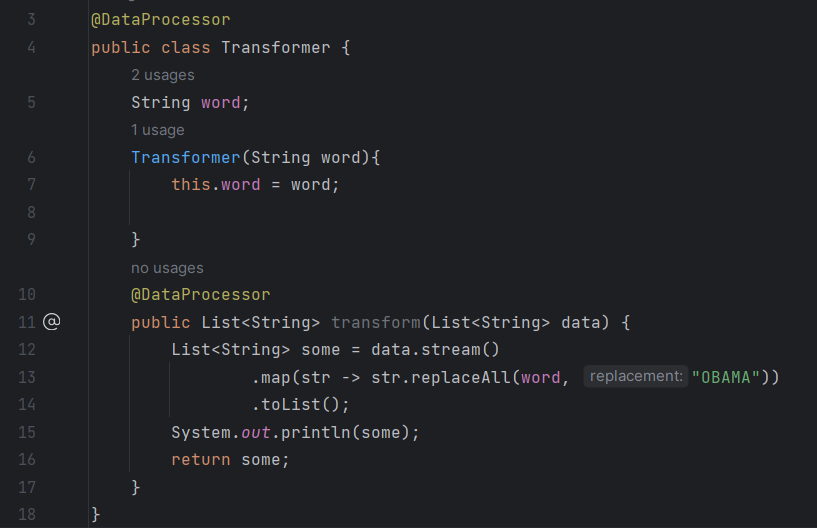 3 @DataProcessor
4 public class Transformer {
2 usages
5 String word;
1 usage
6 Transformer(String word){
7 this.word = word;
8
9 }
no usages
10 @DataProcessor
11 @ public List<String> transform(List<String> data) {
12 List<String> some = data.stream()
13 .map(str -> str.replaceAll(word, replacement: "OBAMA"))
14 .toList();
15 System.out.println(some);
16 return some;
17 }
18 }